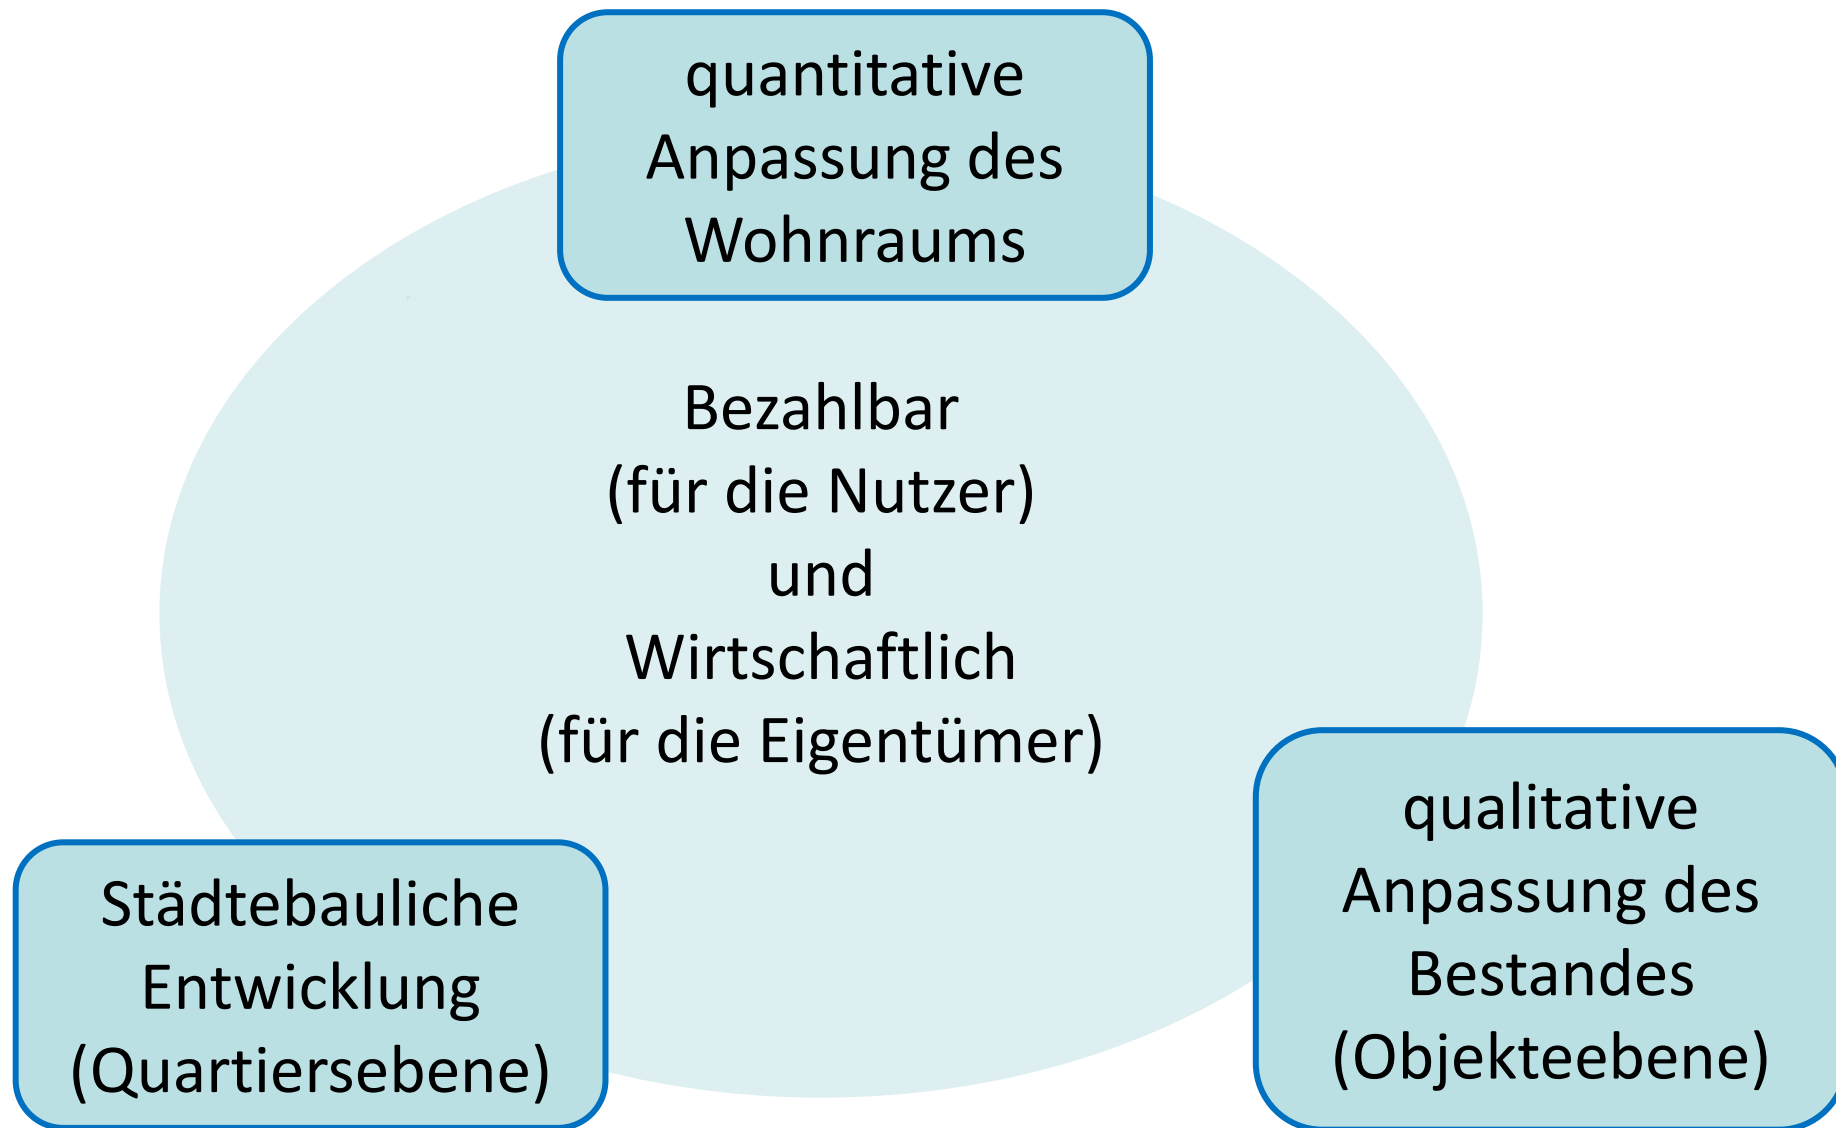 quantitative
Anpassung des
Wohnraums
Bezahlbar
(für die Nutzer)
und
Wirtschaftlich
(für die Eigentümer)
Städtebauliche
Entwicklung
(Quartiersebene)
qualitative
Anpassung des
Bestandes
(Objekteebene)